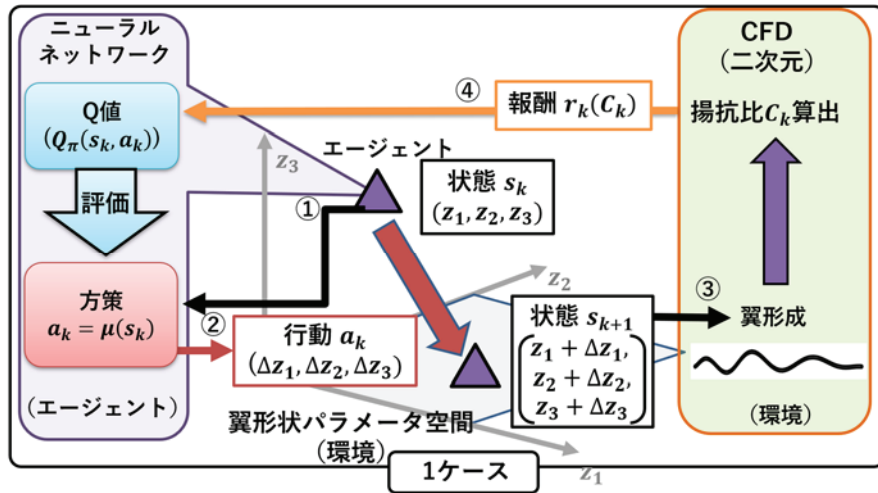 ニューラル
ネットワーク
Q値
(Qπ(sk, ak))
評価
方策
ak = μ(sk)
(エージェント)
④
報酬 rk(Ck)
エージェント
z3
①
状態 sk
(z1, z2, z3)
②
行動 ak
(Δz1, Δz2, Δz3)
z2
状態 sk+1
z1 + Δz1,
z2 + Δz2,
z3 + Δz3
翼形状パラメータ空間
(環境)
z1
CFD
(二次元)
揚抗比Ck算出
③
翼形成
(環境)
1ケース